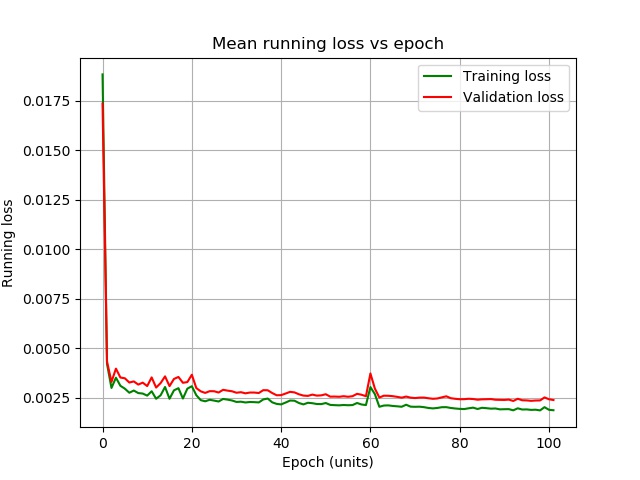 Mean running loss vs epoch
Training loss
Validation loss
0.0175
0.0150
0.0125
0.0100
0.0075
0.0050
0.0025
Running loss
0 20 40 60 80 100
Epoch (units)